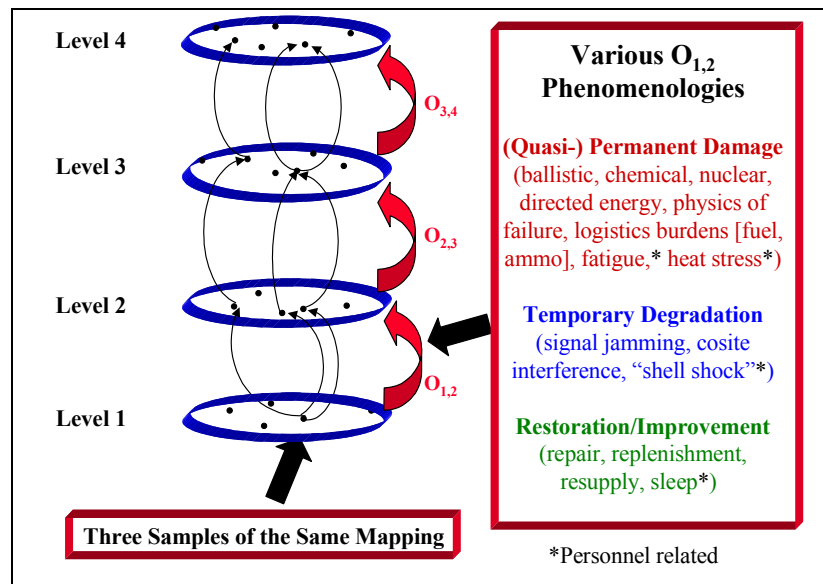 Level 4
O3,4
Level 3
O2,3
Level 2
O1,2
Level 1
Three Samples of the Same Mapping
Various O1,2
Phenomenologies
(Quasi-) Permanent Damage
(ballistic, chemical, nuclear,
directed energy, physics of
failure, logistics burdens [fuel,
ammo], fatigue,* heat stress*)
Temporary Degradation
(signal jamming, cosite
interference, “shell shock”*)
Restoration/Improvement
(repair, replenishment,
resupply, sleep*)
*Personnel related